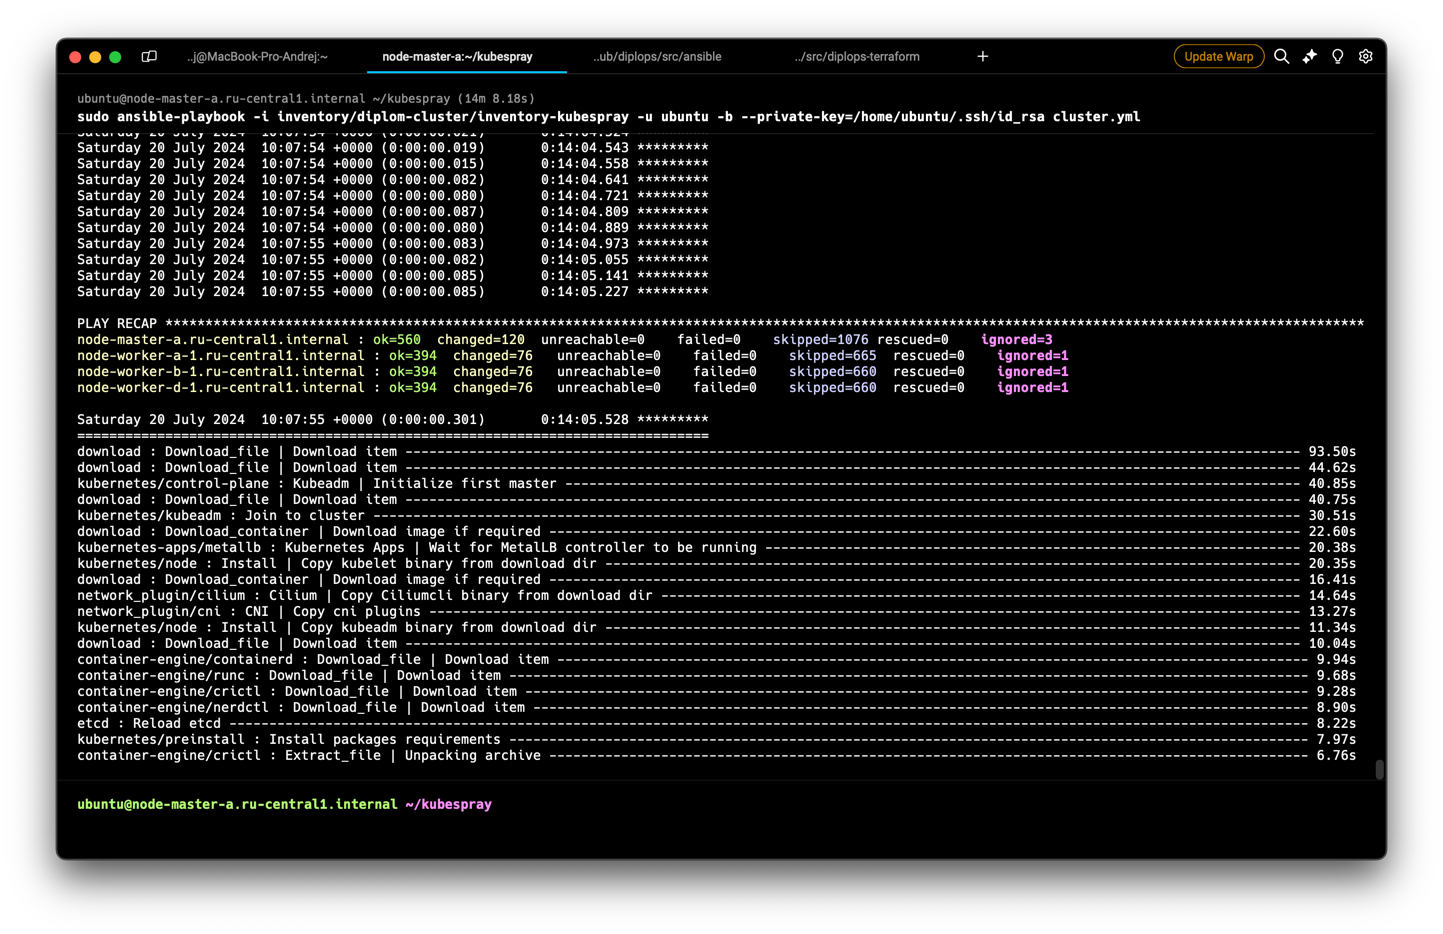 ..j@MacBook-Pro-Andrej:~
node-master-a:~/kubespray
..ub/diplops/src/ansible
../src/diplops-terraform
+
Update Warp
ubuntu@node-master-a.ru-central1.internal ~/kubespray (14m 8.18s)
sudo ansible-playbook -i inventory/diplom-cluster/inventory-kubespray -u ubuntu -b --private-key=/home/ubuntu/.ssh/id_rsa cluster.yml
Saturday 20 July 2024  10:07:54 +0000 (0:00:00.021)       0:14:04.524 *********
Saturday 20 July 2024  10:07:54 +0000 (0:00:00.019)       0:14:04.543 *********
Saturday 20 July 2024  10:07:54 +0000 (0:00:00.015)       0:14:04.558 *********
Saturday 20 July 2024  10:07:54 +0000 (0:00:00.082)       0:14:04.641 *********
Saturday 20 July 2024  10:07:54 +0000 (0:00:00.080)       0:14:04.721 *********
Saturday 20 July 2024  10:07:54 +0000 (0:00:00.087)       0:14:04.809 *********
Saturday 20 July 2024  10:07:54 +0000 (0:00:00.080)       0:14:04.889 *********
Saturday 20 July 2024  10:07:55 +0000 (0:00:00.083)       0:14:04.973 *********
Saturday 20 July 2024  10:07:55 +0000 (0:00:00.082)       0:14:05.055 *********
Saturday 20 July 2024  10:07:55 +0000 (0:00:00.085)       0:14:05.141 *********
Saturday 20 July 2024  10:07:55 +0000 (0:00:00.085)       0:14:05.227 *********
PLAY RECAP ******************************************************************************************************************************************************
node-master-a.ru-central1.internal : ok=560  changed=120  unreachable=0    failed=0    skipped=1076 rescued=0    ignored=3
node-worker-a-1.ru-central1.internal : ok=394  changed=76   unreachable=0    failed=0    skipped=665  rescued=0    ignored=1
node-worker-b-1.ru-central1.internal : ok=394  changed=76   unreachable=0    failed=0    skipped=660  rescued=0    ignored=1
node-worker-d-1.ru-central1.internal : ok=394  changed=76   unreachable=0    failed=0    skipped=660  rescued=0    ignored=1
Saturday 20 July 2024  10:07:55 +0000 (0:00:00.301)       0:14:05.528 *********
===============================================================================
download : Download_file | Download item ---------------------------------------------------------------------------------------------------------------- 93.50s
download : Download_file | Download item ---------------------------------------------------------------------------------------------------------------- 44.62s
kubernetes/control-plane : Kubeadm | Initialize first master -------------------------------------------------------------------------------------------- 40.85s
download : Download_file | Download item ---------------------------------------------------------------------------------------------------------------- 40.75s
kubernetes/kubeadm : Join to cluster -------------------------------------------------------------------------------------------------------------------- 30.51s
download : Download_container | Download image if required ---------------------------------------------------------------------------------------------- 22.60s
kubernetes-apps/metallb : Kubernetes Apps | Wait for MetalLB controller to be running ------------------------------------------------------------------- 20.38s
kubernetes/node : Install | Copy kubelet binary from download dir --------------------------------------------------------------------------------------- 20.35s
download : Download_container | Download image if required ---------------------------------------------------------------------------------------------- 16.41s
network_plugin/cilium : Cilium | Copy Ciliumcli binary from download dir -------------------------------------------------------------------------------- 14.64s
network_plugin/cni : CNI | Copy cni plugins ------------------------------------------------------------------------------------------------------------- 13.27s
kubernetes/node : Install | Copy kubeadm binary from download dir --------------------------------------------------------------------------------------- 11.34s
download : Download_file | Download item ---------------------------------------------------------------------------------------------------------------- 10.04s
container-engine/containerd : Download_file | Download item ---------------------------------------------------------------------------------------------- 9.94s
container-engine/runc : Download_file | Download item ---------------------------------------------------------------------------------------------------- 9.68s
container-engine/crictl : Download_file | Download item -------------------------------------------------------------------------------------------------- 9.28s
container-engine/nerdctl : Download_file | Download item ------------------------------------------------------------------------------------------------- 8.90s
etcd : Reload etcd --------------------------------------------------------------------------------------------------------------------------------------- 8.22s
kubernetes/preinstall : Install packages requirements ---------------------------------------------------------------------------------------------------- 7.97s
container-engine/crictl : Extract_file | Unpacking archive ----------------------------------------------------------------------------------------------- 6.76s
ubuntu@node-master-a.ru-central1.internal ~/kubespray